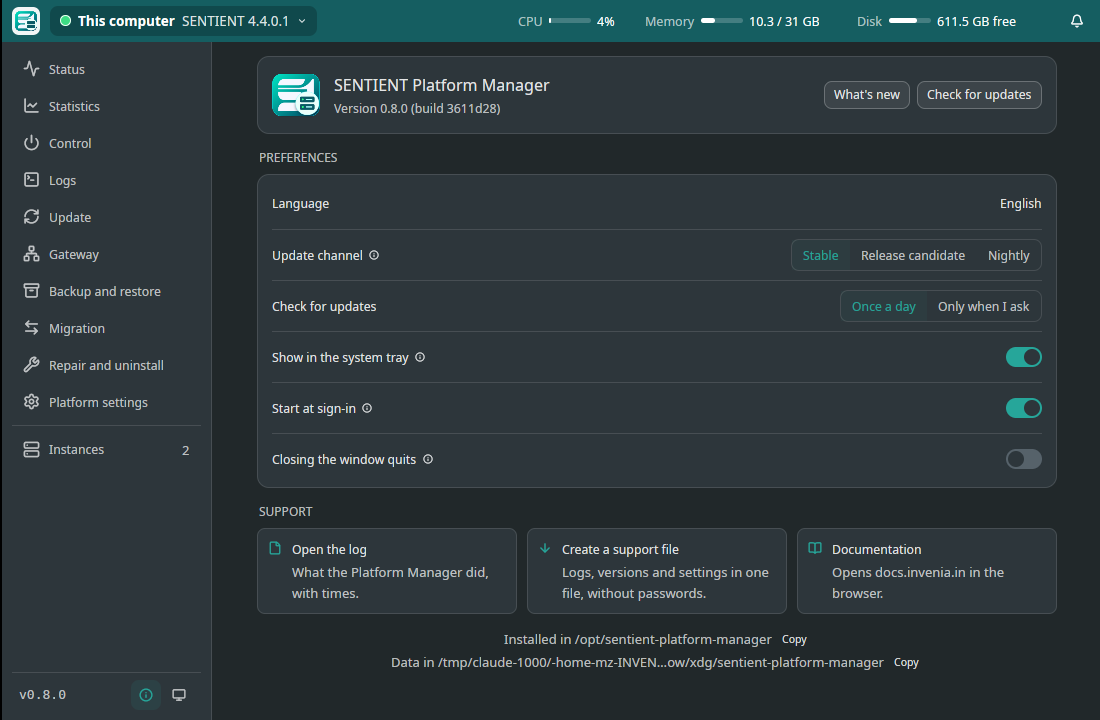 This computer SENTIENT 4.4.0.1
CPU 4%
Memory 10.3 / 31 GB
Disk 611.5 GB free
Status
Statistics
Control
Logs
Update
Gateway
Backup and restore
Migration
Repair and uninstall
Platform settings
Instances 2
v0.8.0
SENTIENT Platform Manager
Version 0.8.0 (build 3611d28)
What's new
Check for updates
PREFERENCES
Language English
Update channel Stable Release candidate Nightly
Check for updates Once a day Only when I ask
Show in the system tray
Start at sign-in
Closing the window quits
SUPPORT
Open the log
What the Platform Manager did,
with times.
Create a support file
Logs, versions and settings in one
file, without passwords.
Documentation
Opens docs.invenia.in in the
browser.
Installed in /opt/sentient-platform-manager Copy
Data in /tmp/claude-1000/-home-mz-INVEN...ow/xdg/sentient-platform-manager Copy